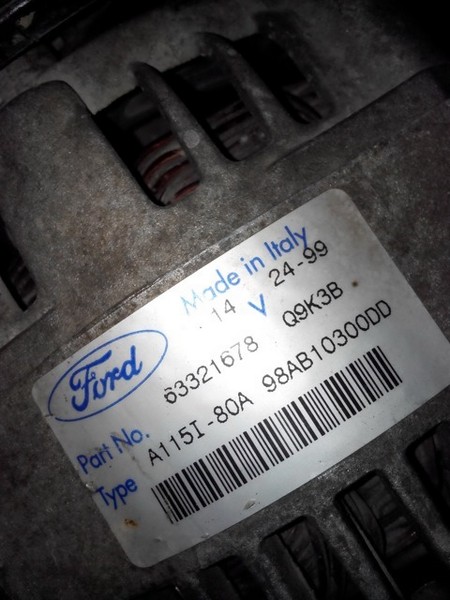 Made in Italy
14 V 24-99
Ford
Part No. 63321678 Q9K3B
Type A115I-80A 98AB10300DD